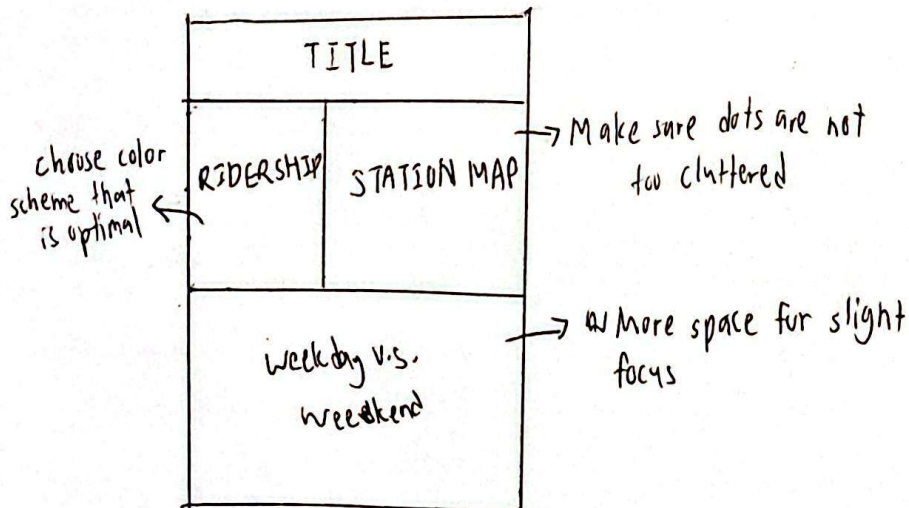 TITLE
choose color
scheme that
is optimal
RIDERSHIP
STATION MAP
Make sure dots are not
too cluttered
weekday v.s.
weekend
More space for slight
focus